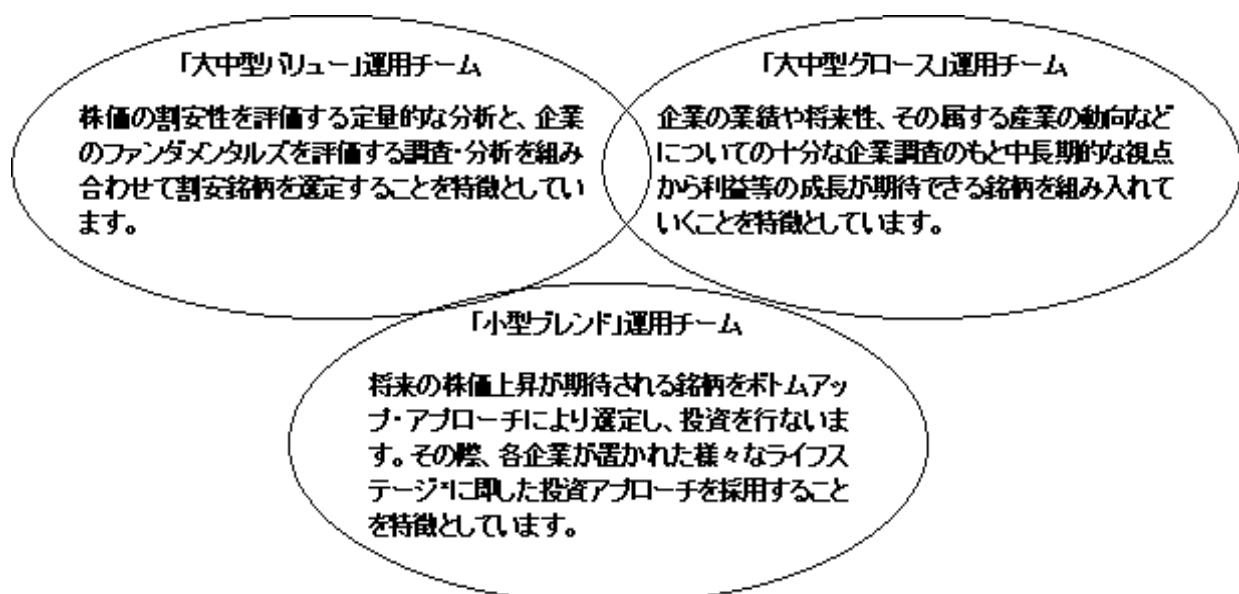 「大中型バリュー」運用チーム
株価の割安性を評価する定量的な分析と、企業
のファンダメンタルズを評価する調査・分析を組み
合わせて割安銘柄を選定することを特徴としてい
ます。
「大中型グロース」運用チーム
企業の業績や将来性、その属する産業の動向など
についての十分な企業調査のもと中長期的な視点
から利益等の成長が期待できる銘柄を組み入れて
いくことを特徴としています。
「小型ブレンド」運用チーム
将来の株価上昇が期待される銘柄をボトムアッ
プ・アプローチにより選定し、投資を行ないま
す。その際、各企業が置かれた様々なライフス
テージ*に即した投資アプローチを採用すること
を特徴としています。